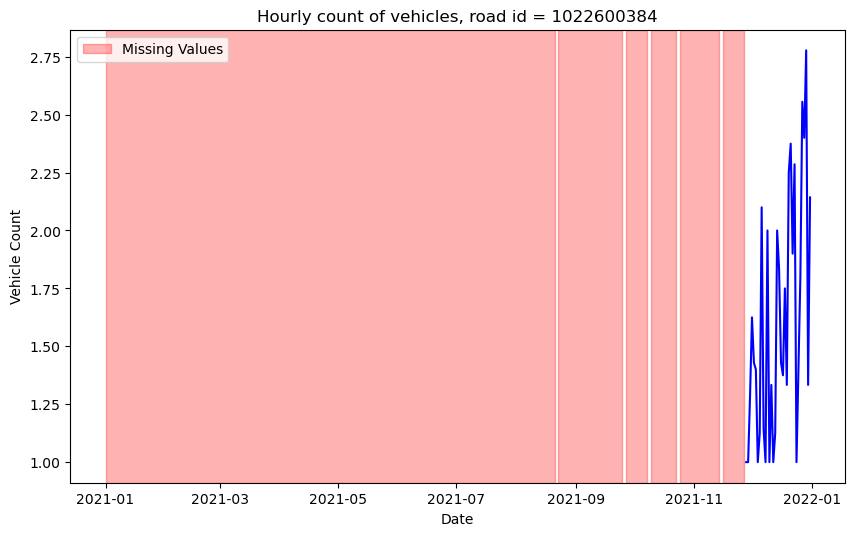 Hourly count of vehicles, road id = 1022600384
Missing Values
Vehicle Count
2.75
2.50
2.25
2.00
1.75
1.50
1.25
1.00
2021-01 2021-03 2021-05 2021-07 2021-09 2021-11 2022-01
Date